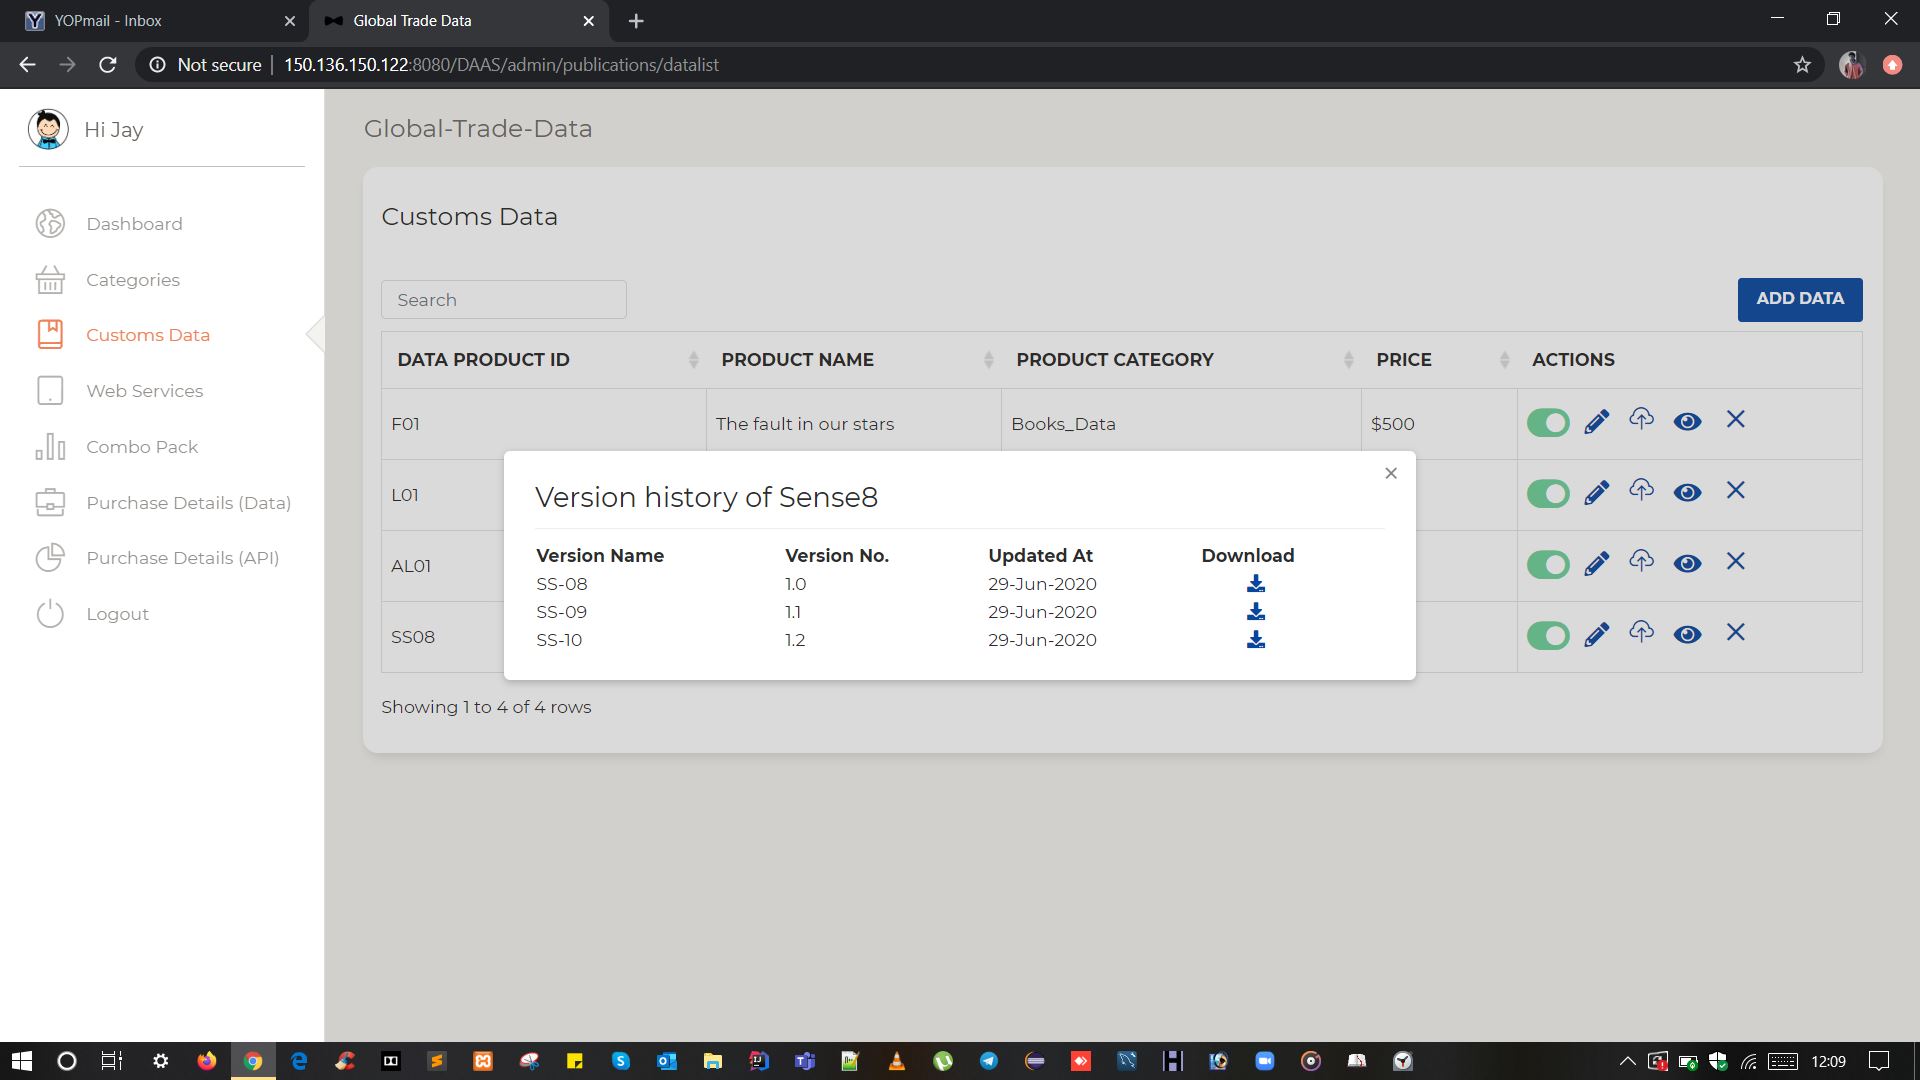 YOPmail - Inbox
Global Trade Data
Not secure
150.136.150.122:8080/DAAS/admin/publications/datalist
Hi Jay
Dashboard
Categories
Customs Data
Web Services
Combo Pack
Purchase Details (Data)
Purchase Details (API)
Logout
Global-Trade-Data
Customs Data
Search
ADD DATA
DATA PRODUCT ID PRODUCT NAME PRODUCT CATEGORY PRICE ACTIONS
F01 The fault in our stars Books_Data $500
L01
AL01
SS08
Version history of Sense8
Version Name Version No. Updated At Download
SS-08 1.0 29-Jun-2020
SS-09 1.1 29-Jun-2020
SS-10 1.2 29-Jun-2020
Showing 1 to 4 of 4 rows
12:09